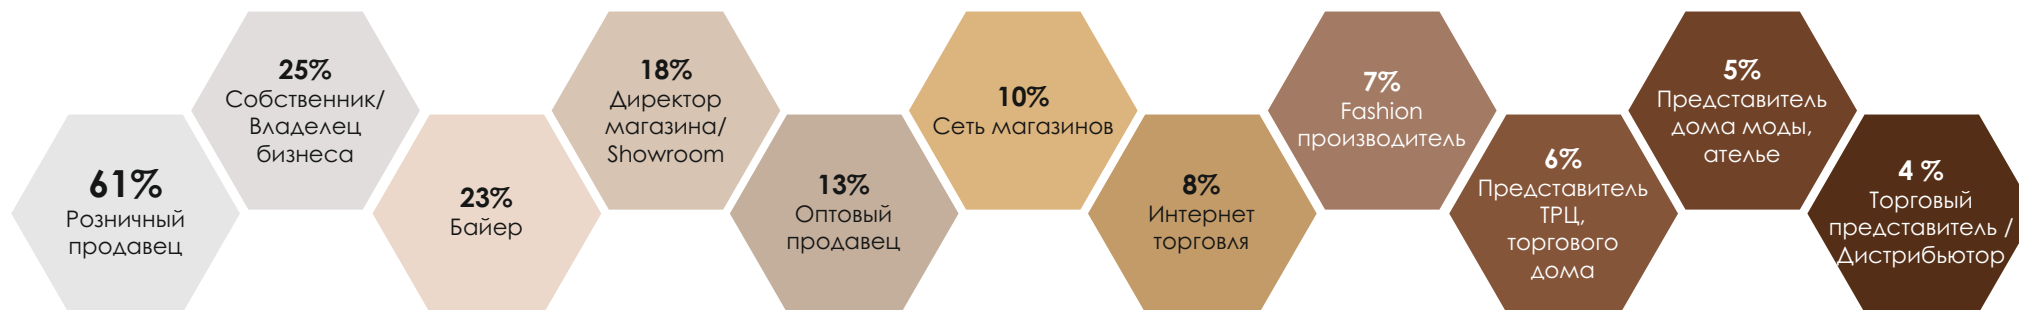 61%
Розничный
продавец
25%
Собственник/
Владелец
бизнеса
23%
Байер
18%
Директор
магазина/
Showroom
13%
Оптовый
продавец
10%
Сеть магазинов
8%
Интернет
торговля
7%
Fashion
производитель
6%
Представитель
ТРЦ,
торгового
дома
5%
Представитель
дома моды,
ателье
4 %
Торговый
представитель /
Дистрибьютор